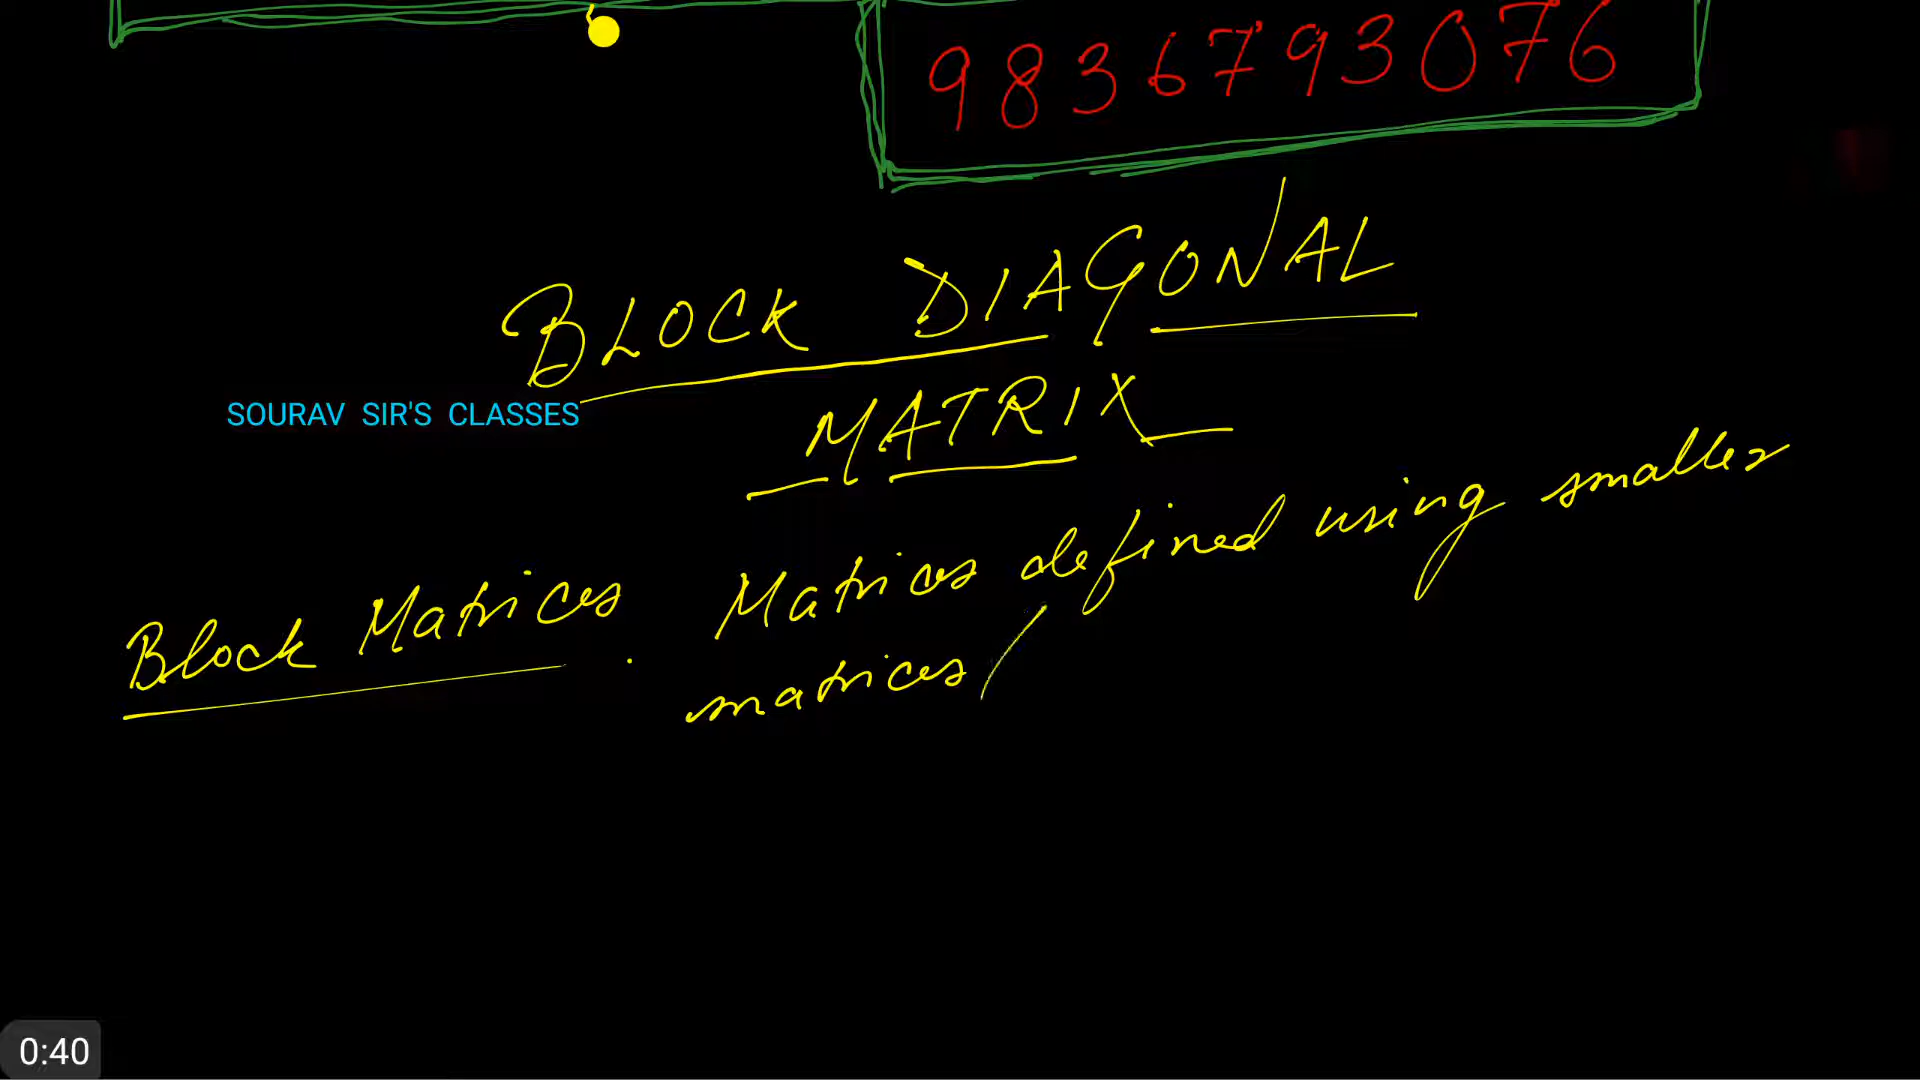 9836793076
BLOCK DIAGONAL
MATRIX
SOURAV SIR'S CLASSES
Block Matrices. Matrices defined using smaller
matrices/
0:40